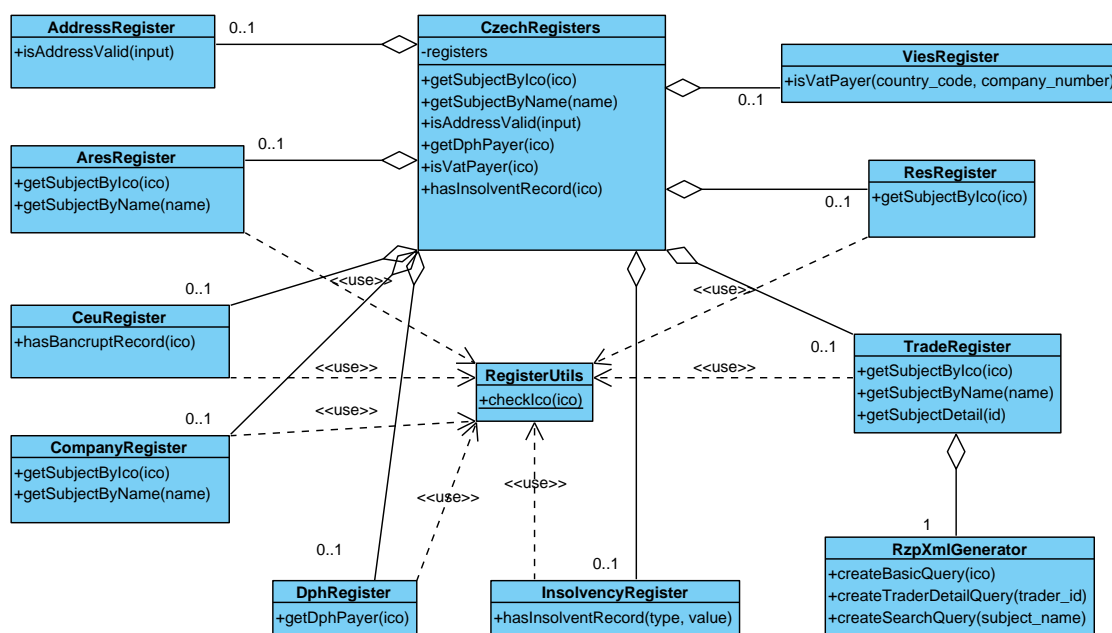 AddressRegister
+isAddressValid(input)
0..1
CzechRegisters
-registers
+getSubjectByIco(ico)
+getSubjectByName(name)
+isAddressValid(input)
+getDphPayer(ico)
+isVatPayer(ico)
+hasInsolventRecord(ico)
ViesRegister
+isVatPayer(country_code, company_number)
0..1
AresRegister
+getSubjectByIco(ico)
+getSubjectByName(name)
0..1
ResRegister
+getSubjectByIco(ico)
0..1
CeuRegister
+hasBancruptRecord(ico)
0..1
<<use>>
<<use>>
<<use>>
RegisterUtils
+checkIco(ico)
<<use>>
TradeRegister
+getSubjectByIco(ico)
+getSubjectByName(name)
+getSubjectDetail(id)
0..1
CompanyRegister
+getSubjectByIco(ico)
+getSubjectByName(name)
0..1
<<use>>
<<use>>
<<use>>
DphRegister
+getDphPayer(ico)
0..1
InsolvencyRegister
+hasInsolventRecord(type, value)
0..1
1
RzpXmlGenerator
+createBasicQuery(ico)
+createTraderDetailQuery(trader_id)
+createSearchQuery(subject_name)